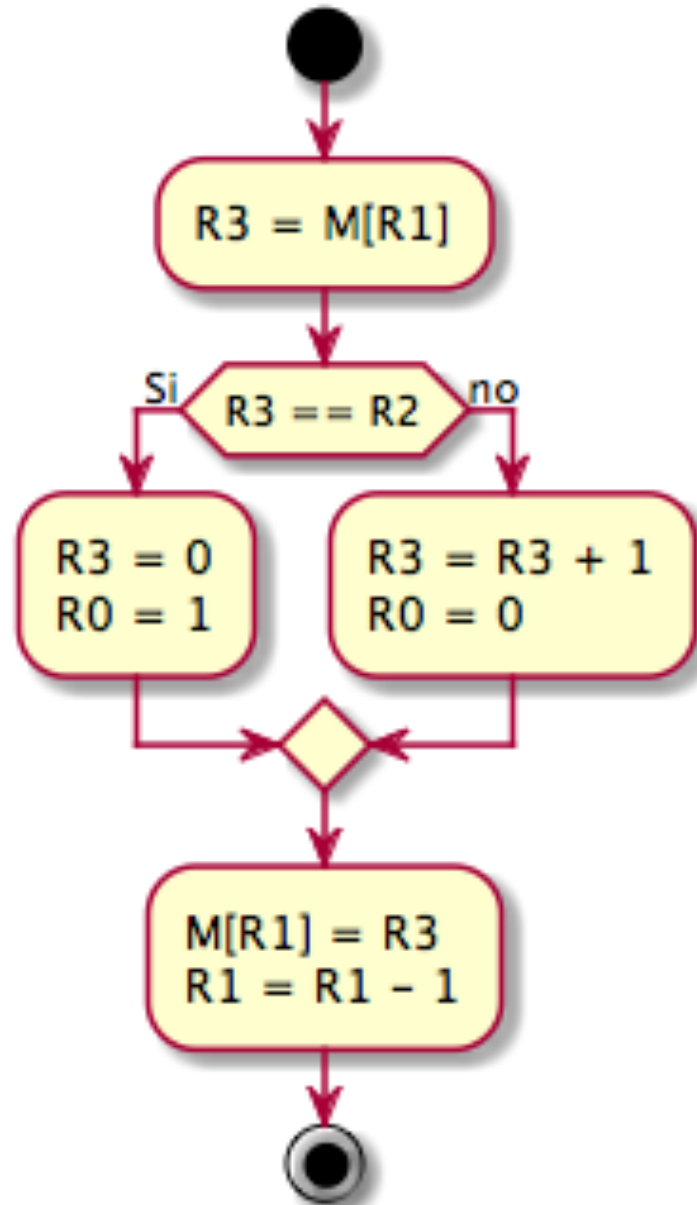 R3 = M[R1]
Si
R3 == R2
no
R3 = 0
R0 = 1
R3 = R3 + 1
R0 = 0
M[R1] = R3
R1 = R1 - 1